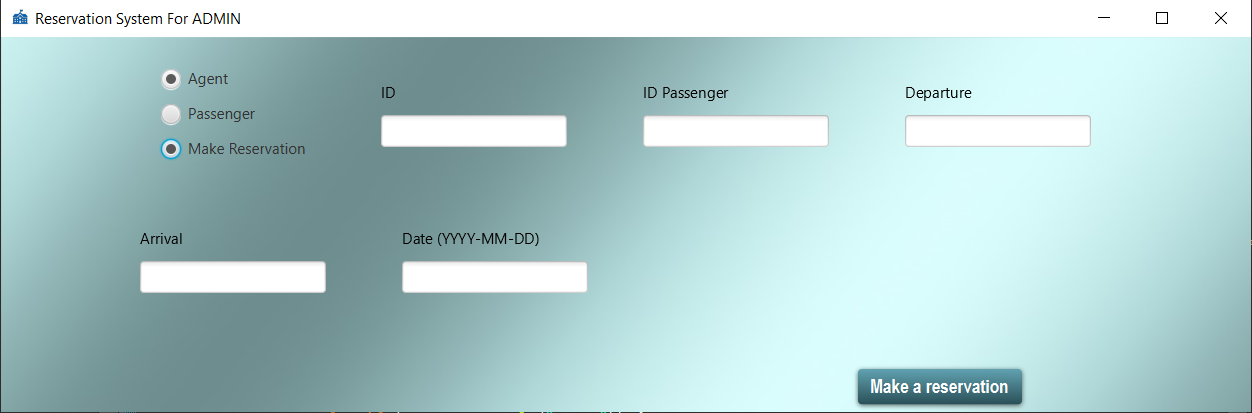 Reservation System For ADMIN
Agent
Passenger
Make Reservation
ID
ID Passenger
Departure
Arrival
Date (YYYY-MM-DD)
Make a reservation